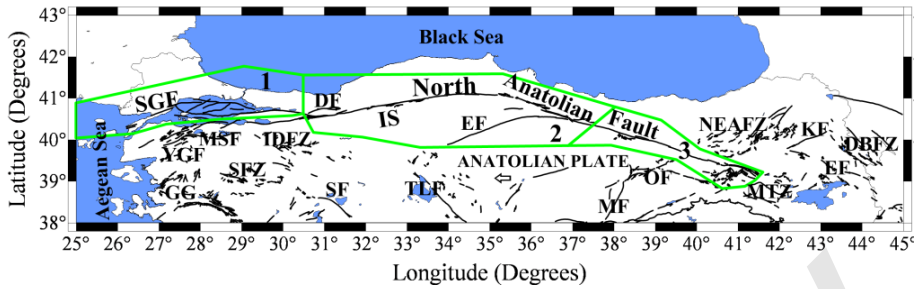 43°
42°
41°
40°
39°
38°
Latitude (Degrees)
Black Sea
1
North
Anatolian
Fault
SGF
DF
IS
EF
2
3
NEAFZ
KF
DBFZ
MSF
IDFZ
YGF
SFZ
GG
Aegean Sea
ANATOLIAN PLATE
SF
TLF
OF
MF
MTZ
EF
25° 26° 27° 28° 29° 30° 31° 32° 33° 34° 35° 36° 37° 38° 39° 40° 41° 42° 43° 44° 45°
Longitude (Degrees)